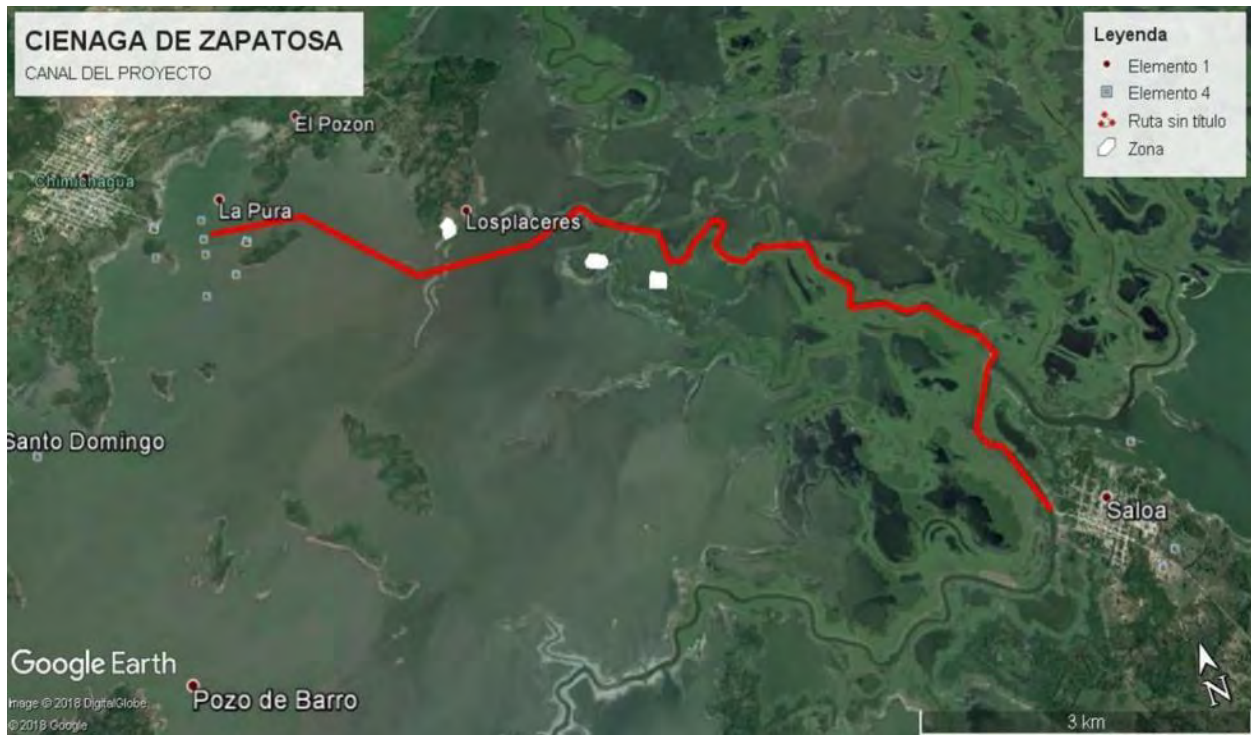 CIENAGA DE ZAPATOSA
CANAL DEL PROYECTO
Leyenda
Elemento 1
Elemento 4
Ruta sin título
Zona
El Pozon
Chimichagua
La Pura
Losplaceres
Santo Domingo
Saloa
Pozo de Barro
Google Earth
Image © 2018 DigitalGlobe
© 2018 Google
N
3 km